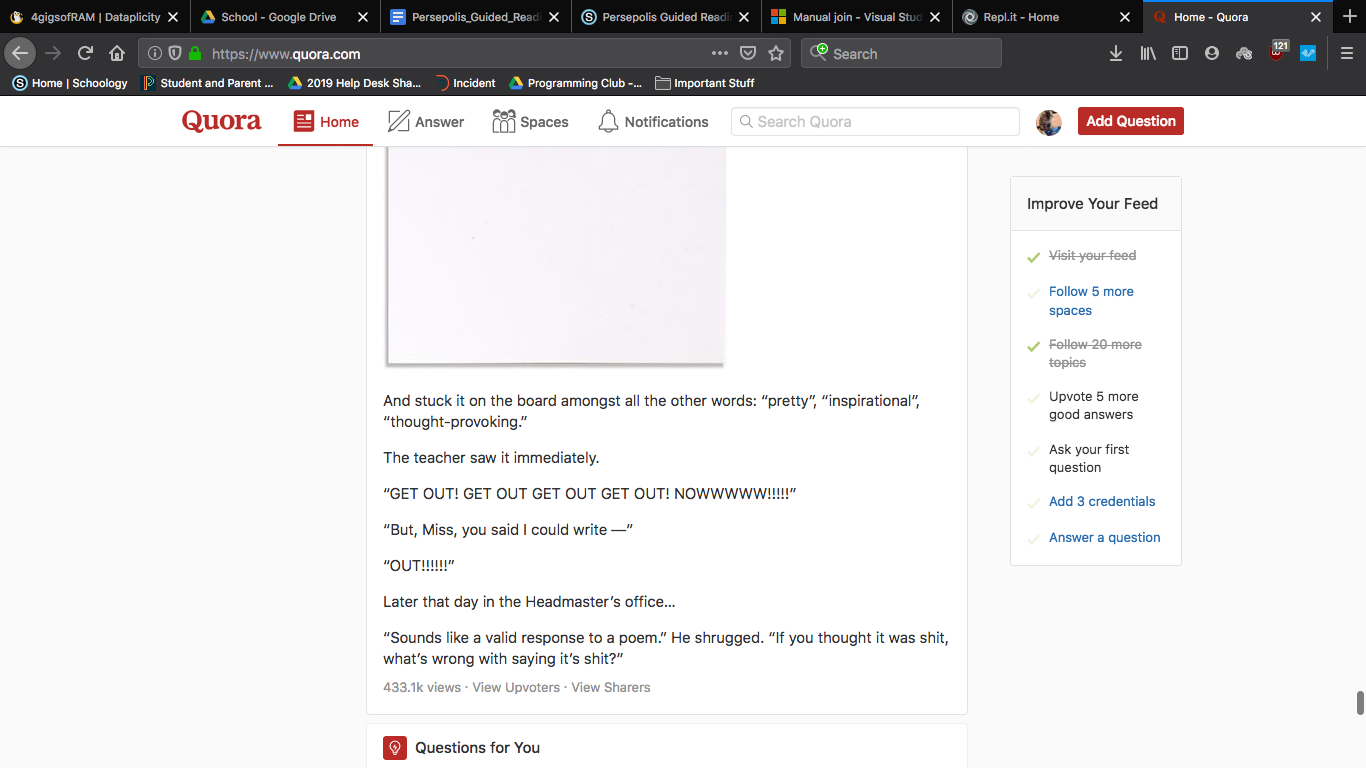 4gigsofRAM | Dataplicity
School - Google Drive
Persepolis_Guided_Readi
Persepolis Guided Readin
Manual join - Visual Stud
Repl.it - Home
Home - Quora
https://www.quora.com
Search
121
Home | Schoology
Student and Parent ...
2019 Help Desk Sha...
Incident
Programming Club -...
Important Stuff
Quora
Home
Answer
Spaces
Notifications
Search Quora
Add Question
And stuck it on the board amongst all the other words: “pretty”, “inspirational”,
“thought-provoking.”
The teacher saw it immediately.
“GET OUT! GET OUT GET OUT GET OUT! NOWWWWW!!!!!”
“But, Miss, you said I could write —”
“OUT!!!!!!”
Later that day in the Headmaster’s office...
“Sounds like a valid response to a poem.” He shrugged. “If you thought it was shit,
what’s wrong with saying it’s shit?”
433.1k views · View Upvoters · View Sharers
Questions for You
Improve Your Feed
Visit your feed
Follow 5 more
spaces
Follow 20 more
topics
Upvote 5 more
good answers
Ask your first
question
Add 3 credentials
Answer a question